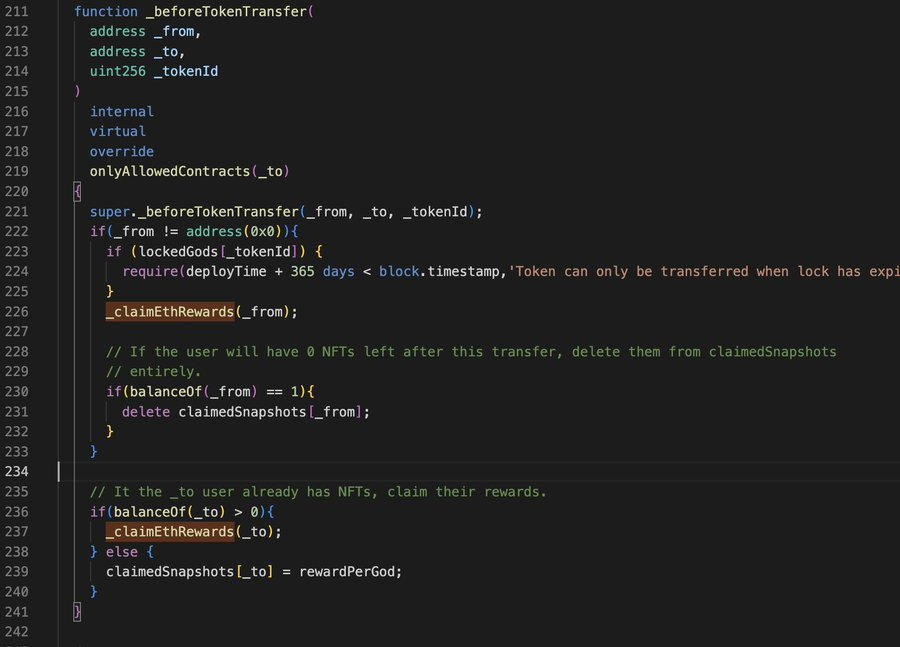 211 function _beforeTokenTransfer(
212 address _from,
213 address _to,
214 uint256 _tokenId
215 )
216 internal
217 virtual
218 override
219 onlyAllowedContracts(_to)
220 {
221 super._beforeTokenTransfer(_from, _to, _tokenId);
222 if(_from != address(0x0)){
223 if (lockedGods[_tokenId]) {
224 require(deployTime + 365 days < block.timestamp,'Token can only be transferred when lock has expi
225 }
226 _claimEthRewards(_from);
227
228 // If the user will have 0 NFTs left after this transfer, delete them from claimedSnapshots
229 // entirely.
230 if(balanceOf(_from) == 1){
231 delete claimedSnapshots[_from];
232 }
233 }
234
235 // It the _to user already has NFTs, claim their rewards.
236 if(balanceOf(_to) > 0){
237 _claimEthRewards(_to);
238 } else {
239 claimedSnapshots[_to] = rewardPerGod;
240 }
241 }
242